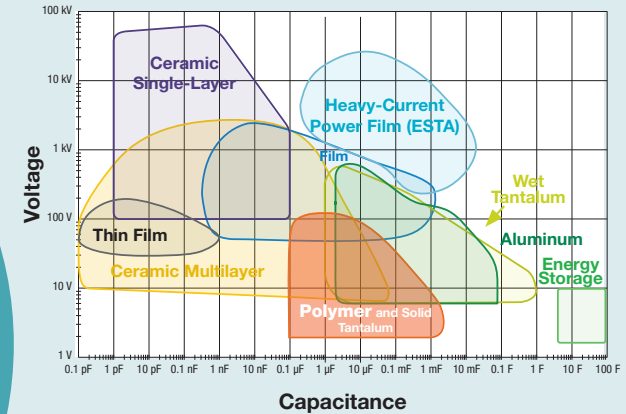 100 kV
10 kV
1 kV
100 V
10 V
1 V
Voltage
Ceramic
Single-Layer
Heavy-Current
Power Film (ESTA)
Film
Wet
Tantalum
Thin Film
Aluminum
Ceramic Multilayer
Energy
Storage
Polymer and Solid
Tantalum
0.1 pF 1 pF 10 pF 0.1 nF 1 nF 10 nF 0.1 µF 1 µF 10 µF 0.1 mF 1 mF 10 mF 0.1 F 1 F 10 F 100 F
Capacitance